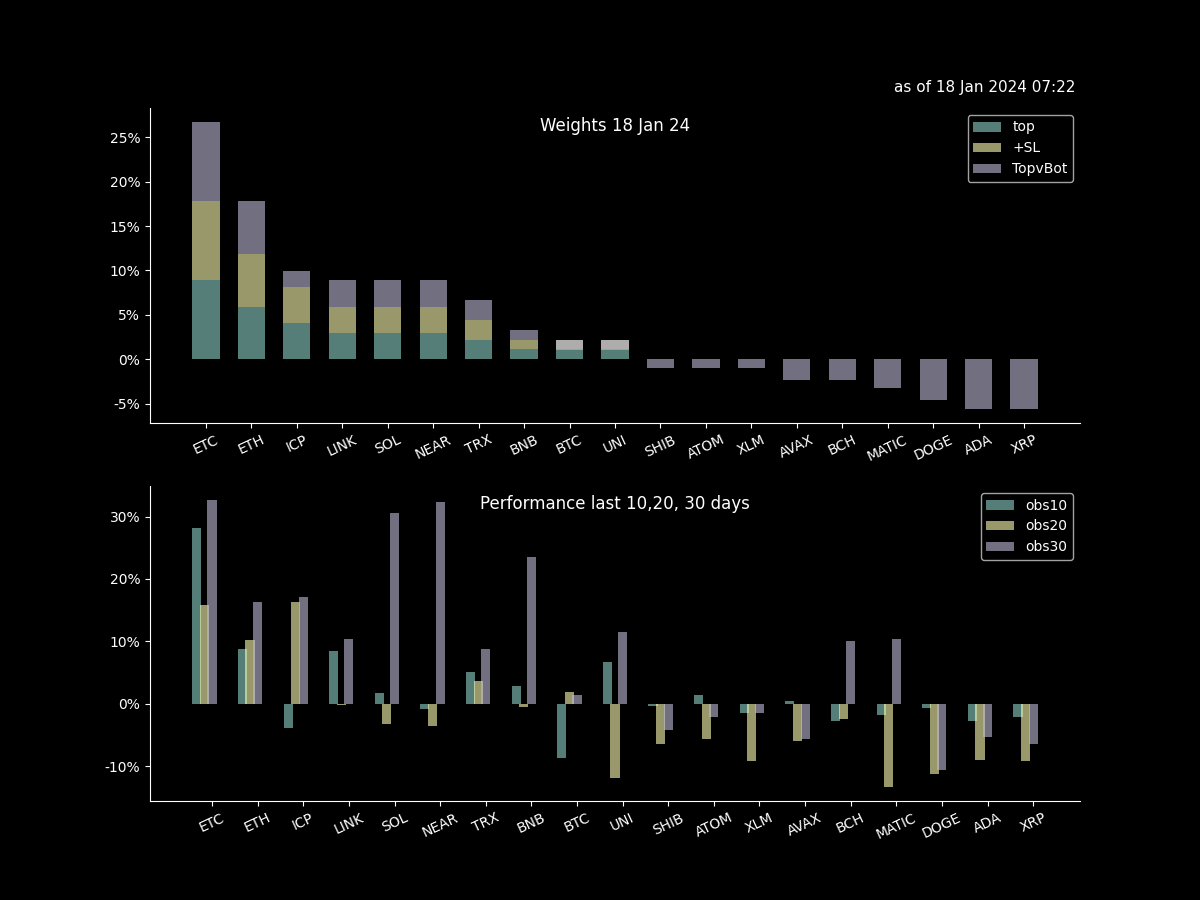 as of 18 Jan 2024 07:22
Weights 18 Jan 24
top
+SL
TopvBot
25%
20%
15%
10%
5%
0%
-5%
ETC ETH ICP LINK SOL NEAR TRX BNB BTC UNI SHIB ATOM XLM AVAX BCH MATIC DOGE ADA XRP
Performance last 10,20, 30 days
obs10
obs20
obs30
30%
20%
10%
0%
-10%
ETC ETH ICP LINK SOL NEAR TRX BNB BTC UNI SHIB ATOM XLM AVAX BCH MATIC DOGE ADA XRP